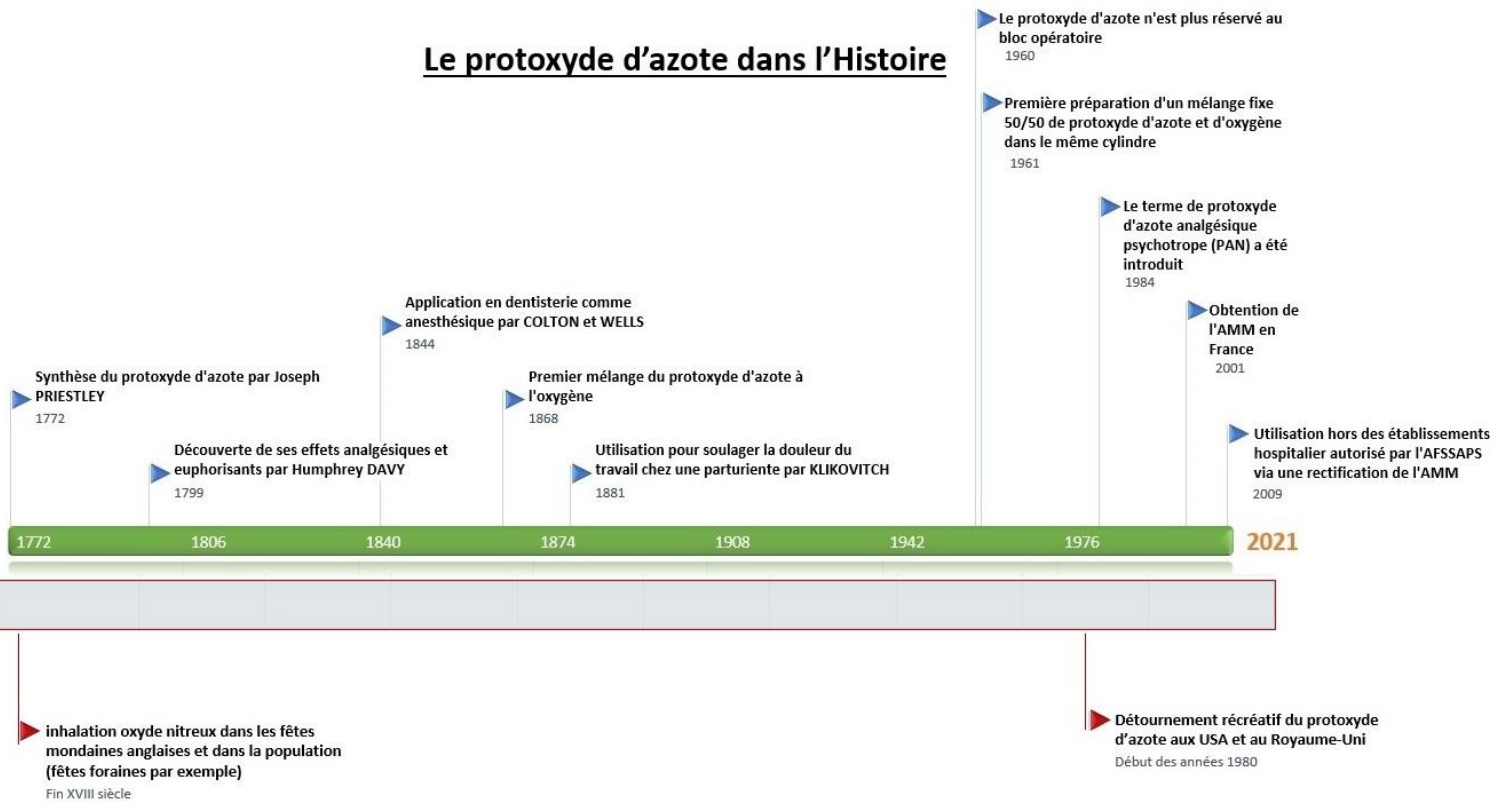 Le protoxyde d'azote dans l'Histoire
Le protoxyde d'azote n'est plus réservé au
bloc opératoire
1960
Première préparation d'un mélange fixe
50/50 de protoxyde d'azote et d'oxygène
dans le même cylindre
1961
Le terme de protoxyde
d'azote analgésique
psychotrope (PAN) a été
introduit
1984
Application en dentisterie comme
anesthésique par COLTON et WELLS
1844
Obtention de
l'AMM en
France
2001
Synthèse du protoxyde d'azote par Joseph
PRIESTLEY
1772
Premier mélange du protoxyde d'azote à
l'oxygène
1868
Découverte de ses effets analgésiques et
euphorisants par Humphrey DAVY
1799
Utilisation pour soulager la douleur du
travail chez une parturiente par KLIKOVITCH
1881
Utilisation hors des établissements
hospitalier autorisé par l'AFSSAPS
via une rectification de l'AMM
2009
1772 1806 1840 1874 1908 1942 1976 2021
inhalation oxyde nitreux dans les fêtes
mondaines anglaises et dans la population
(fêtes foraines par exemple)
Fin XVIII siècle
Détournement récréatif du protoxyde
d'azote aux USA et au Royaume-Uni
Début des années 1980